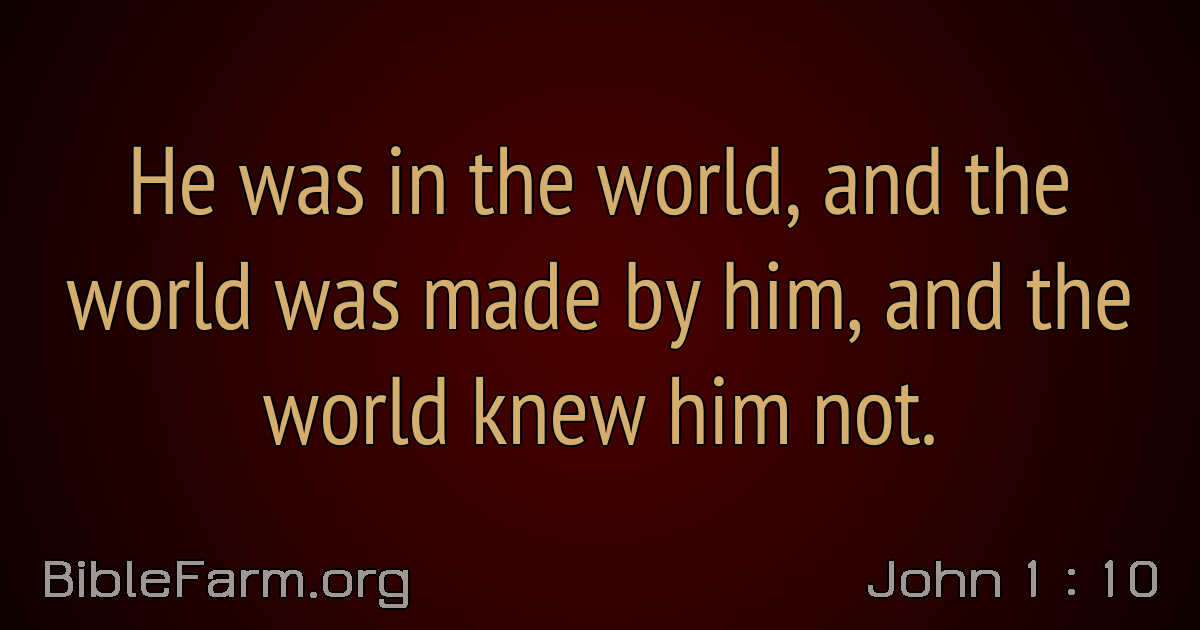 He was in the world, and the
world was made by him, and the
world knew him not.
BibleFarm.org
John 1 : 10